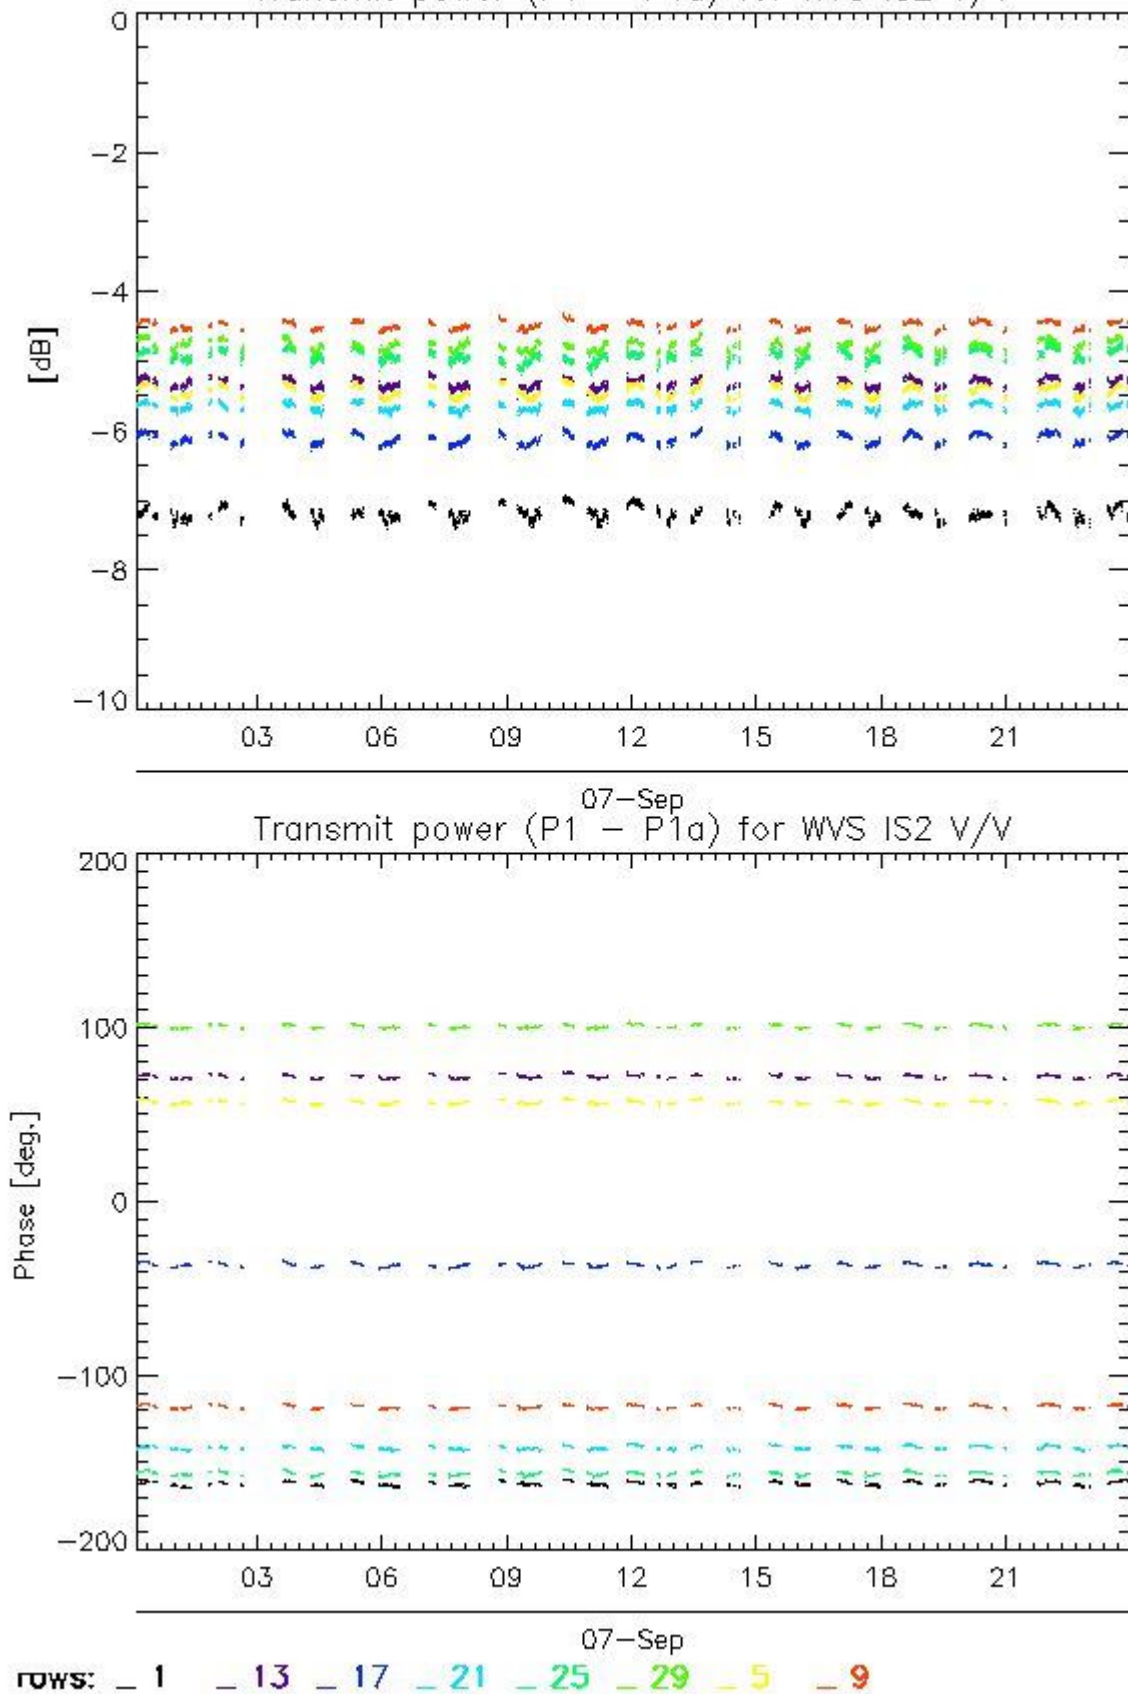 0
−2
−4
[dB]
−6
−8
−10
03 06 09 12 15 18 21
07−Sep
Transmit power (P1 − P1a) for WVS IS2 V/V
200
100
0
Phase [deg.]
−100
−200
03 06 09 12 15 18 21
07−Sep
rows: _ 1 _ 13 _ 17 _ 21 _ 25 _ 29 _ 5 _ 9